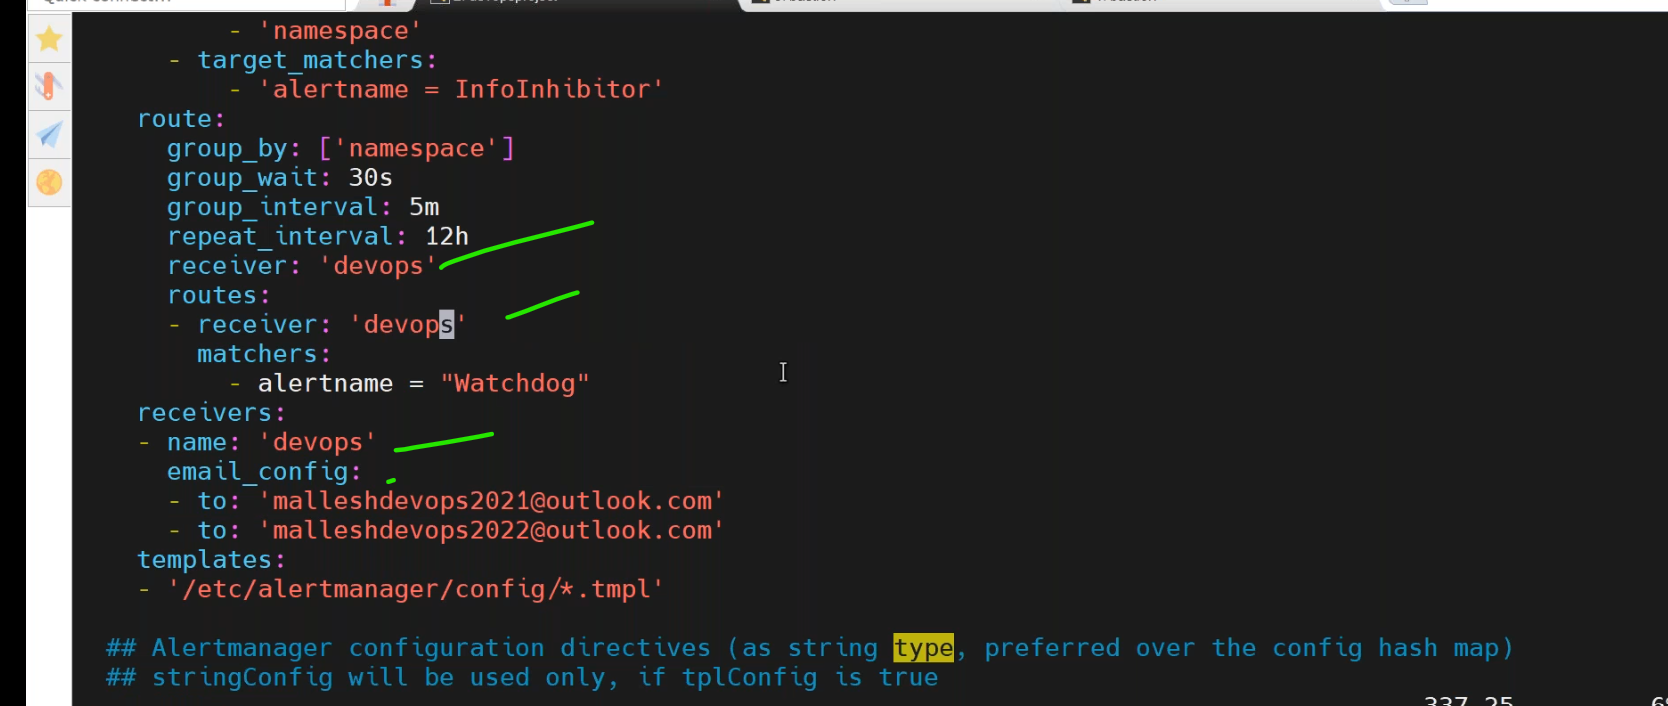 - 'namespace'
- target_matchers:
- 'alertname = InfoInhibitor'
route:
group_by: ['namespace']
group_wait: 30s
group_interval: 5m
repeat_interval: 12h
receiver: 'devops'
routes:
- receiver: 'devops'
matchers:
- alertname = "Watchdog"
receivers:
- name: 'devops'
email_config:
- to: 'malleshdevops2021@outlook.com'
- to: 'malleshdevops2022@outlook.com'
templates:
- '/etc/alertmanager/config/*.tmpl'
## Alertmanager configuration directives (as string type, preferred over the config hash map)
## stringConfig will be used only, if tplConfig is true
337,25